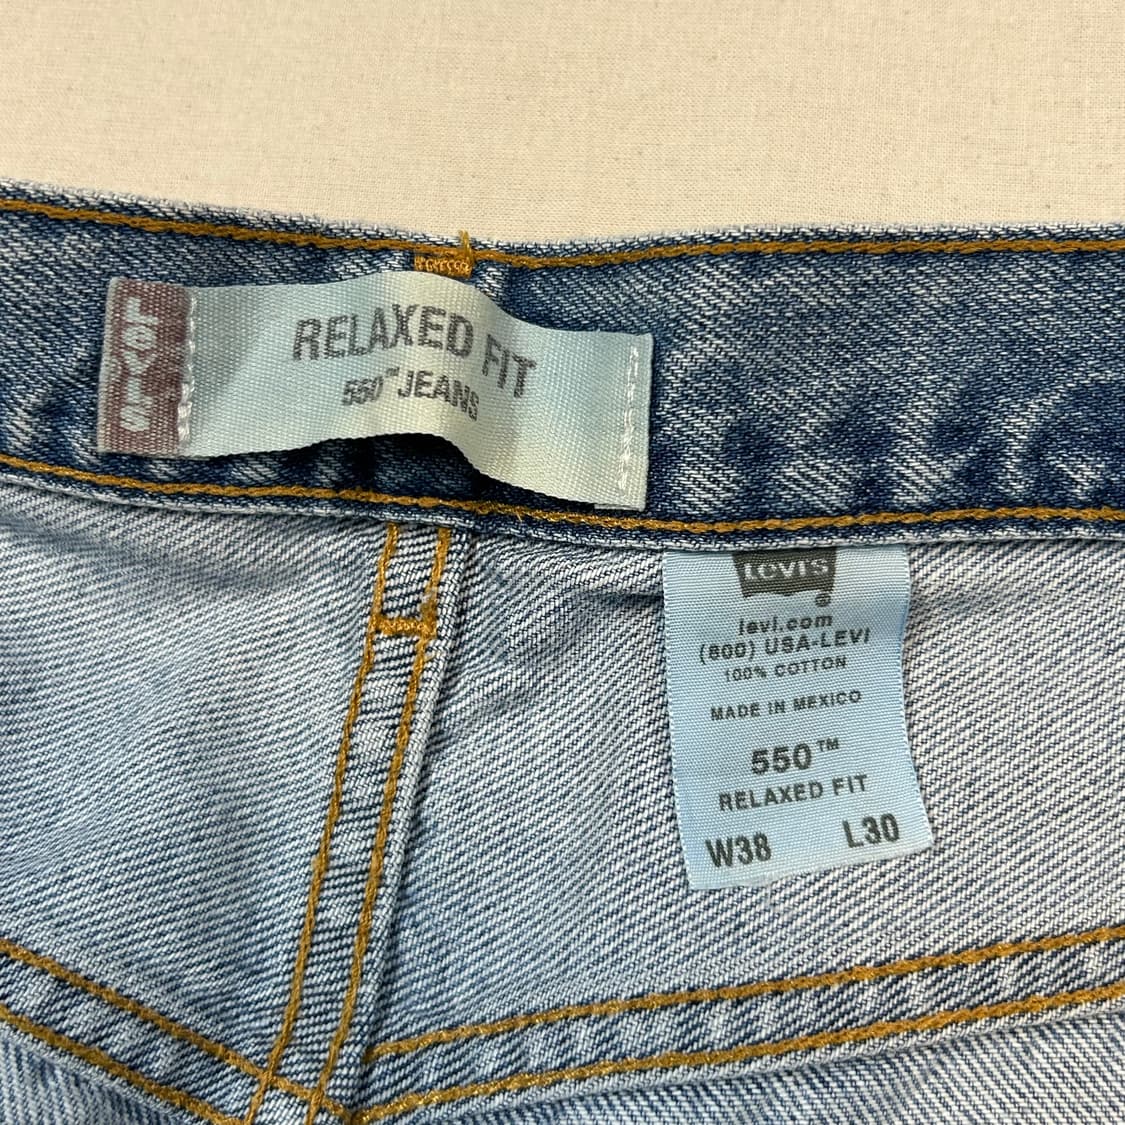 Levi's
RELAXED FIT
550™ JEANS
LEVI'S
®
levi.com
(800) USA-LEVI
100% COTTON
MADE IN MEXICO
550™
RELAXED FIT
W38 L30